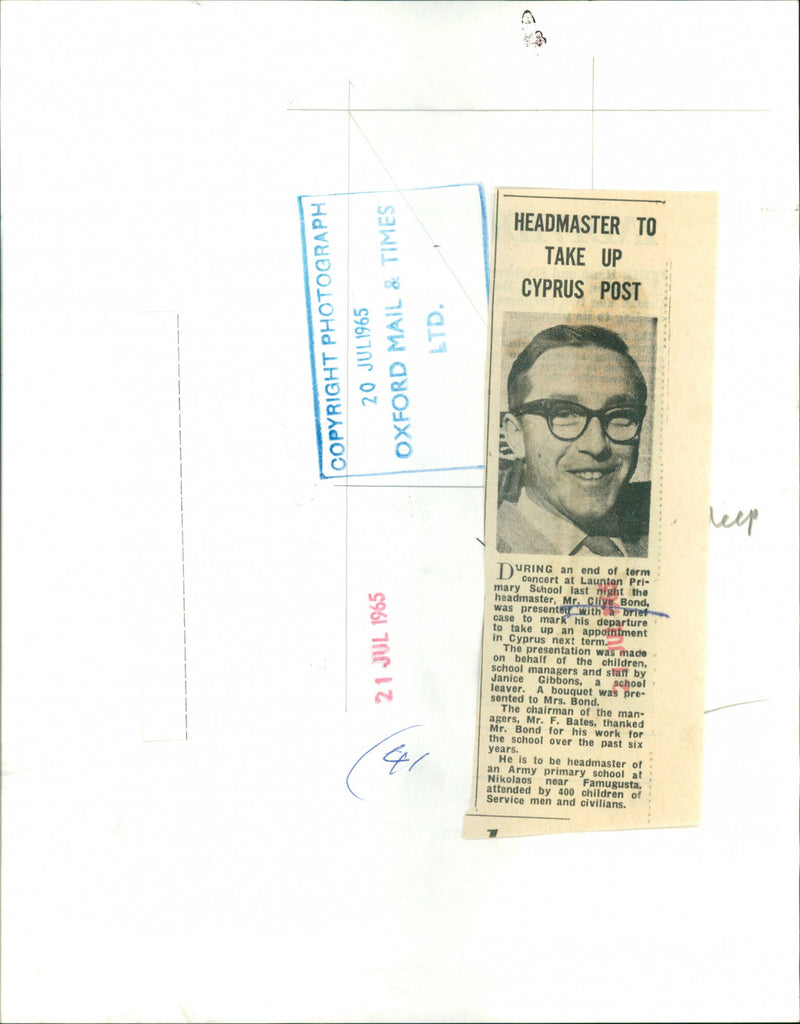 COPYRIGHT PHOTOGRAPH
20 JUL 1965
OXFORD MAIL & TIMES
LTD.
21 JUL 1965
41
HEADMASTER TO
TAKE UP
CYPRUS POST
DURING an end of term
concert at Launton Pri-
mary School last night the
headmaster, Mr. Clive Bond,
was presented with a brief
case to mark his departure
to take up an appointment
in Cyprus next term.
The presentation was made
on behalf of the children,
school managers and staff by
Janice Gibbons, a school
leaver. A bouquet was pre-
sented to Mrs. Bond.
The chairman of the man-
agers, Mr. F. Bates, thanked
Mr. Bond for his work for
the school over the past six
years.
He is to be headmaster of
an Army primary school at
Nikolaos near Famugusta,
attended by 400 children of
Service men and civilians.